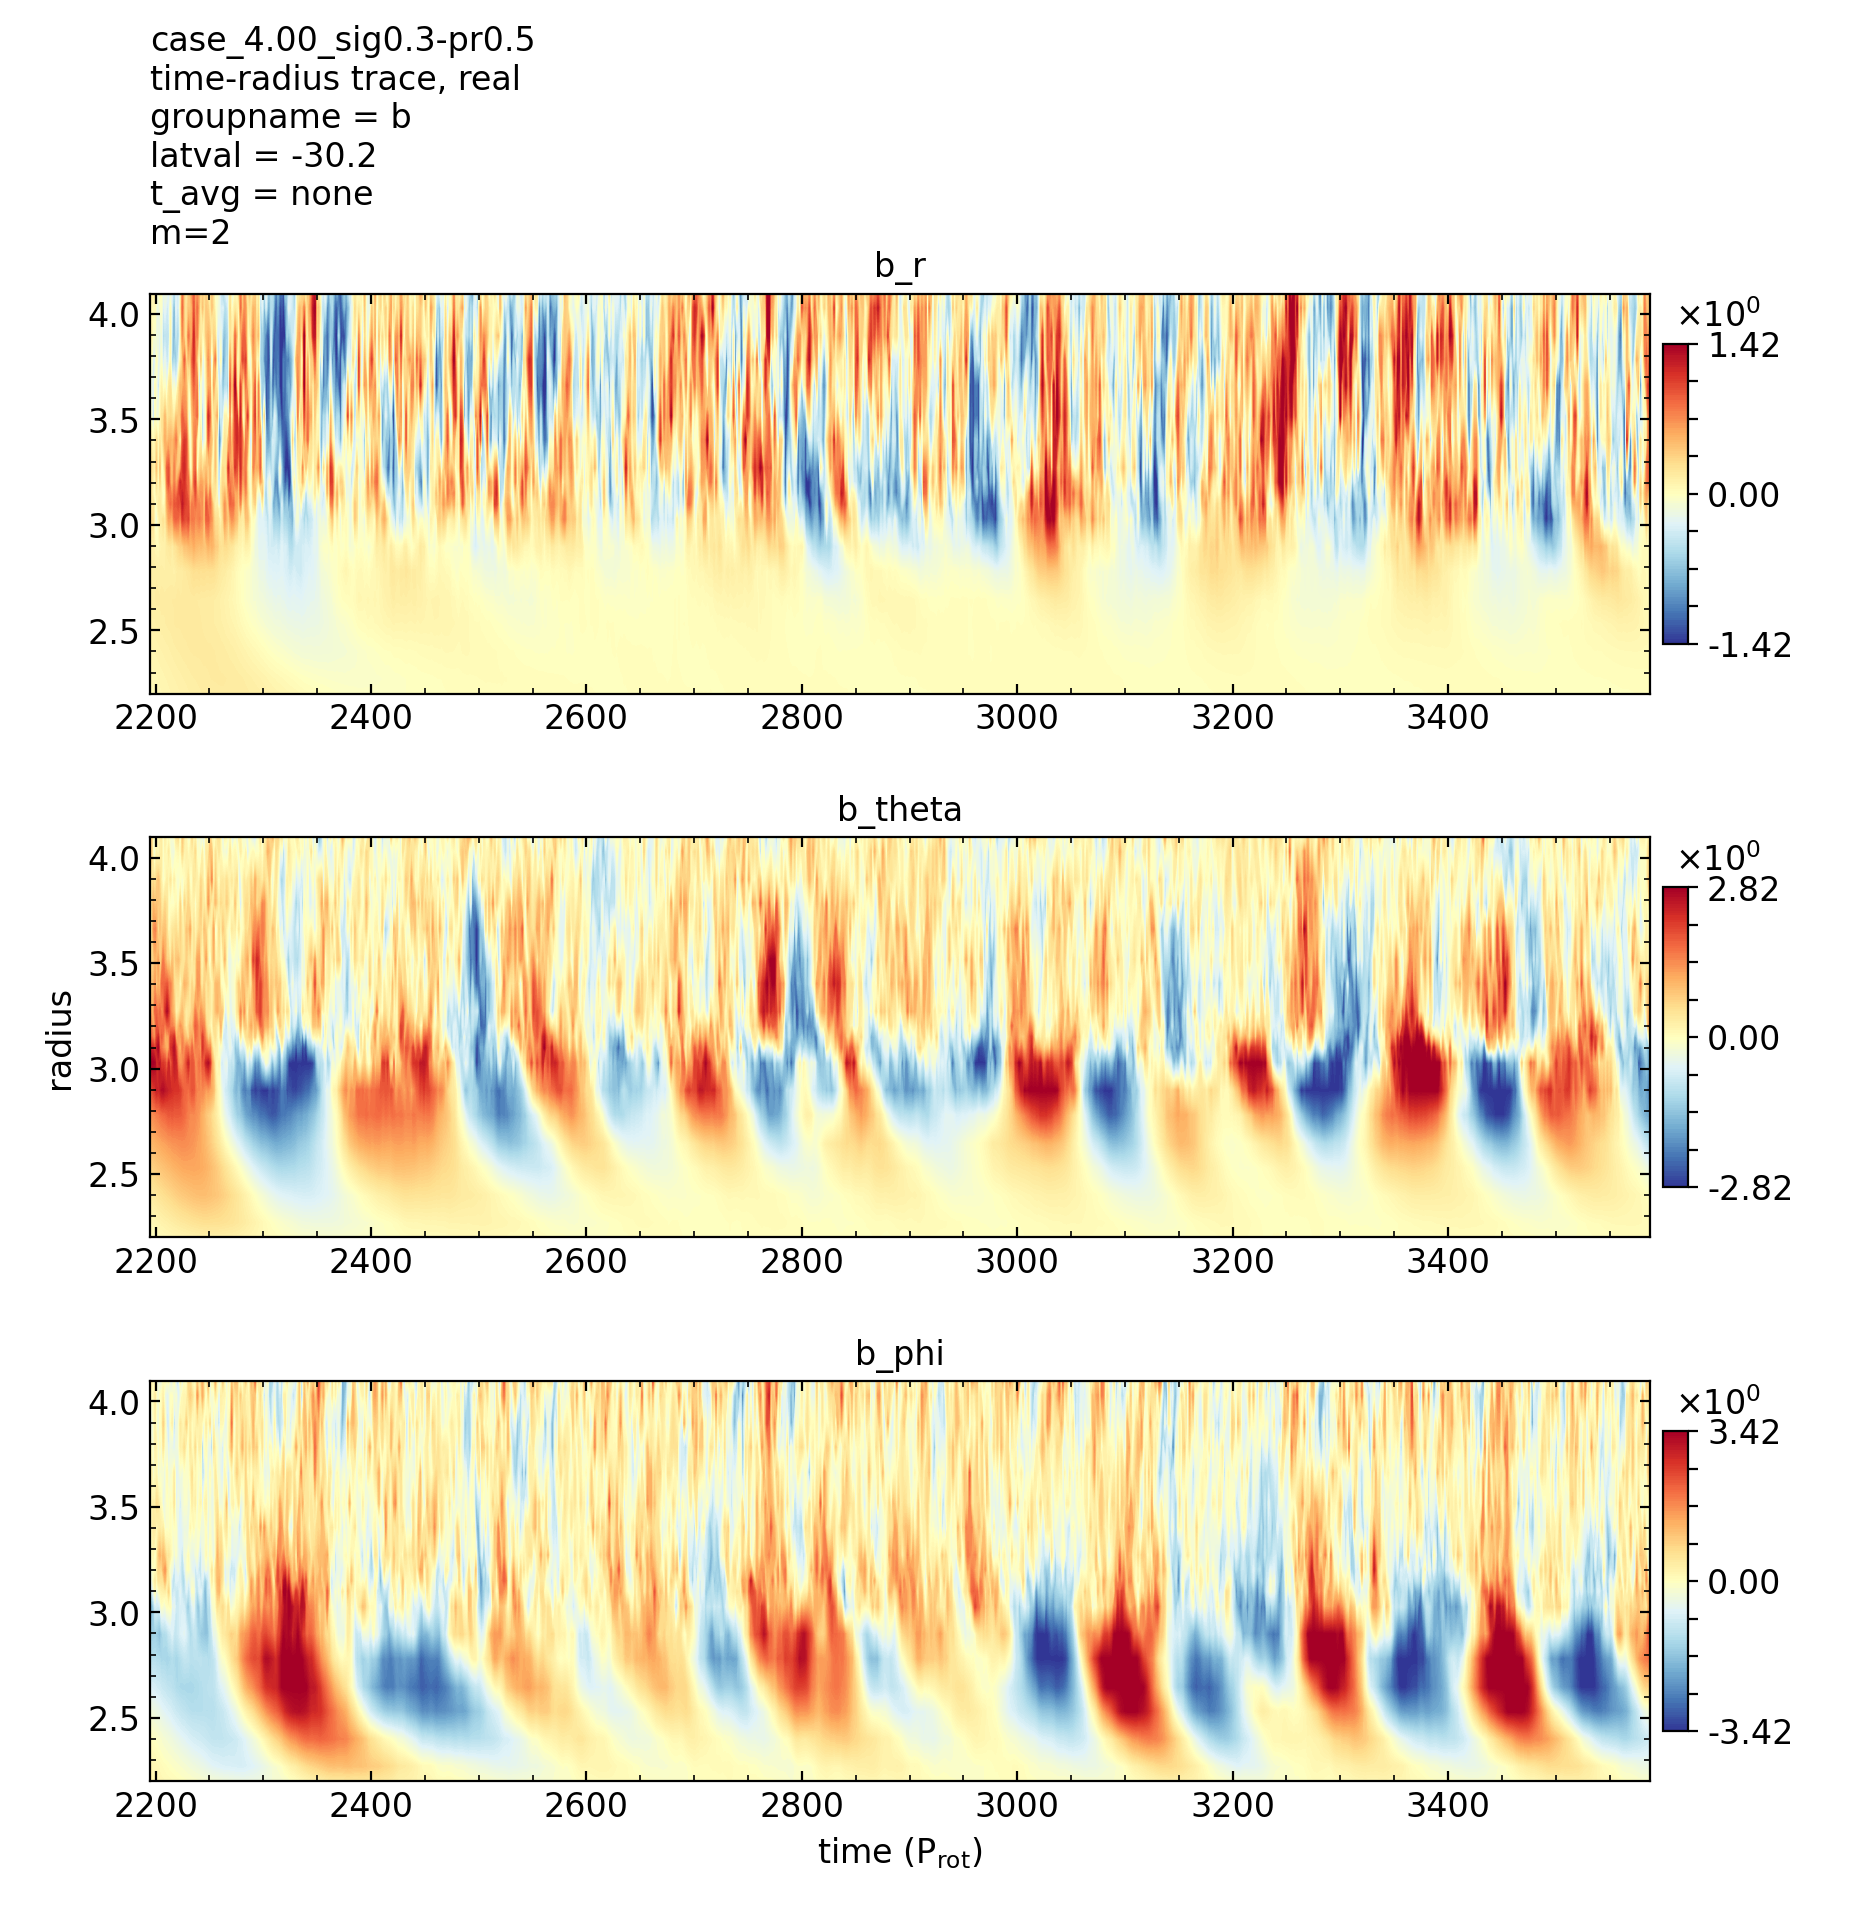 case_4.00_sig0.3-pr0.5
time-radius trace, real
groupname = b
latval = -30.2
t_avg = none
m=2
b_r
4.0
3.5
3.0
2.5
2200 2400 2600 2800 3000 3200 3400
×10⁰
1.42
0.00
-1.42
b_theta
radius
4.0
3.5
3.0
2.5
2200 2400 2600 2800 3000 3200 3400
×10⁰
2.82
0.00
-2.82
b_phi
4.0
3.5
3.0
2.5
2200 2400 2600 2800 3000 3200 3400
×10⁰
3.42
0.00
-3.42
time (P_rot)